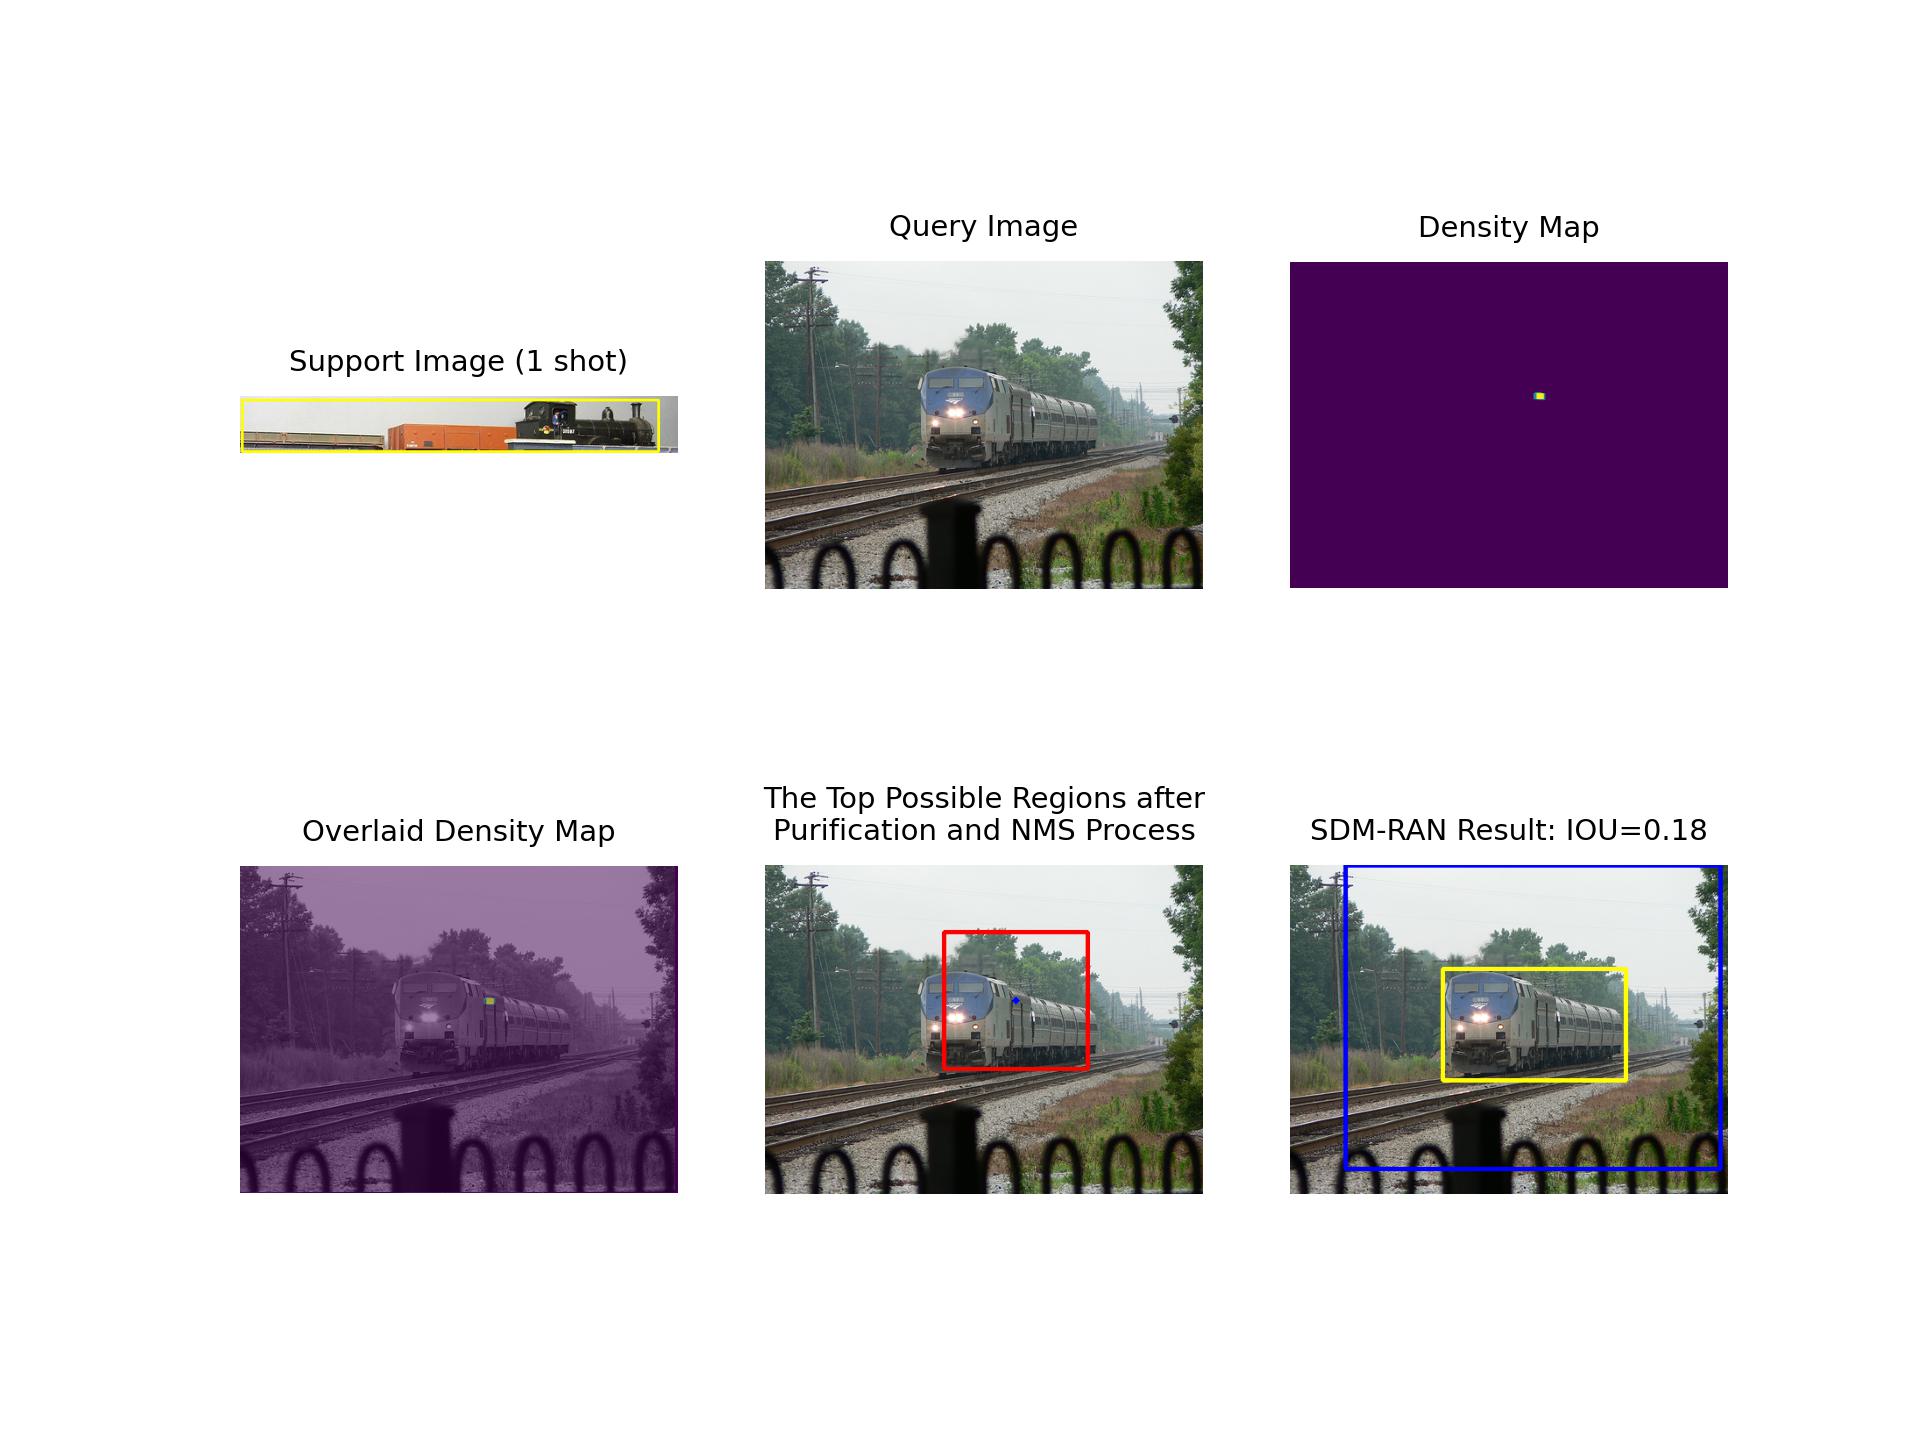 Support Image (1 shot)
Query Image
Density Map
Overlaid Density Map
The Top Possible Regions after
Purification and NMS Process
SDM-RAN Result: IOU=0.18